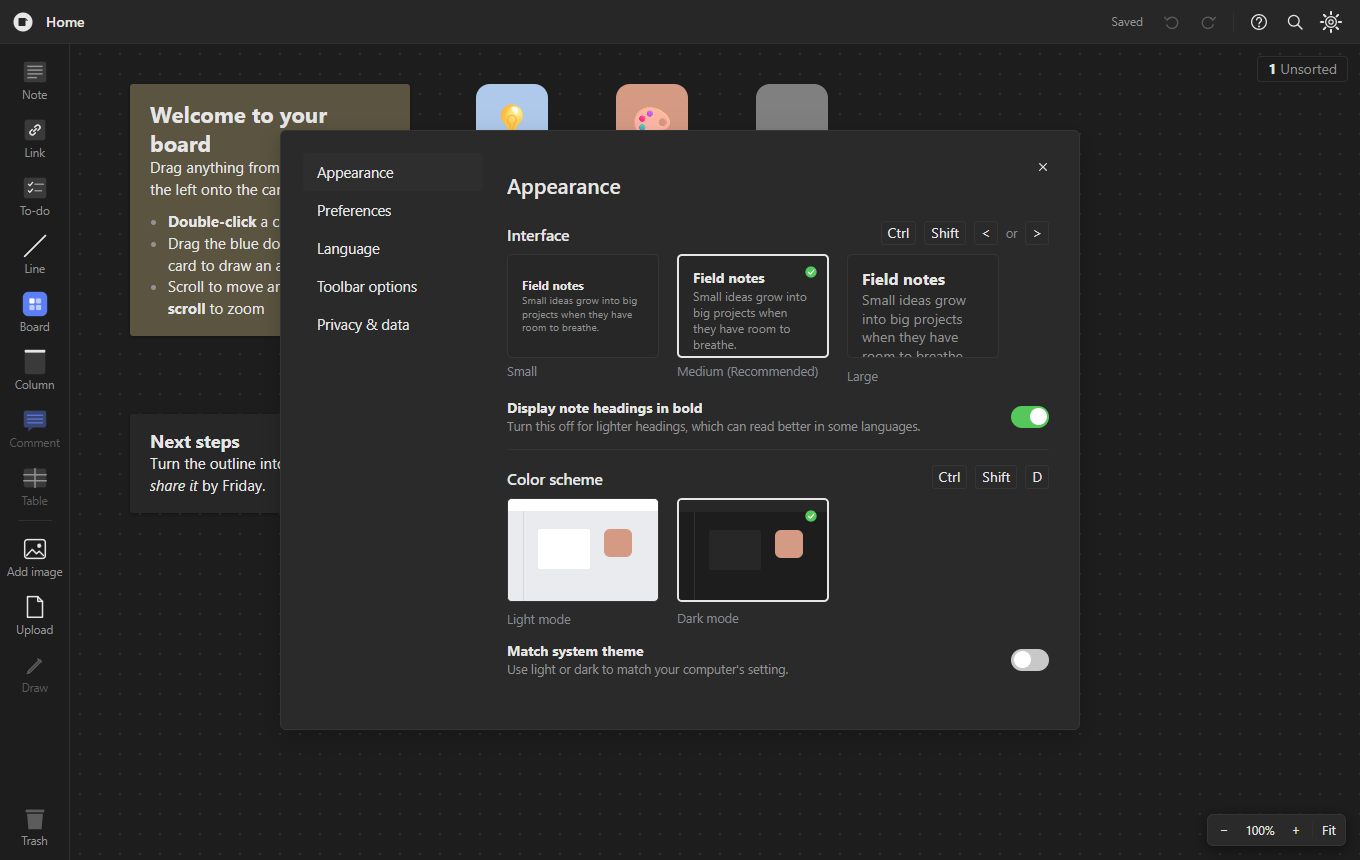 Home
Saved
1 Unsorted
Note
Link
To-do
Line
Board
Column
Comment
Table
Add image
Upload
Draw
Trash
Welcome to your
board
Drag anything from
the left onto the
Double-click a
Drag the blue
card to draw an
Scroll to move
scroll to zoom
Next steps
Turn the outline
share it by Friday.
Appearance
Preferences
Language
Toolbar options
Privacy & data
Appearance
Interface
Ctrl Shift < or >
Field notes
Small ideas grow into big
projects when they have
room to breathe.
Small
Field notes
Small ideas grow into
big projects when
they have room to
breathe.
Medium (Recommended)
Field notes
Small ideas grow
into big projects
when they have
room to breathe
Large
Display note headings in bold
Turn this off for lighter headings, which can read better in some languages.
Color scheme
Ctrl Shift D
Light mode
Dark mode
Match system theme
Use light or dark to match your computer's setting.
− 100% + Fit